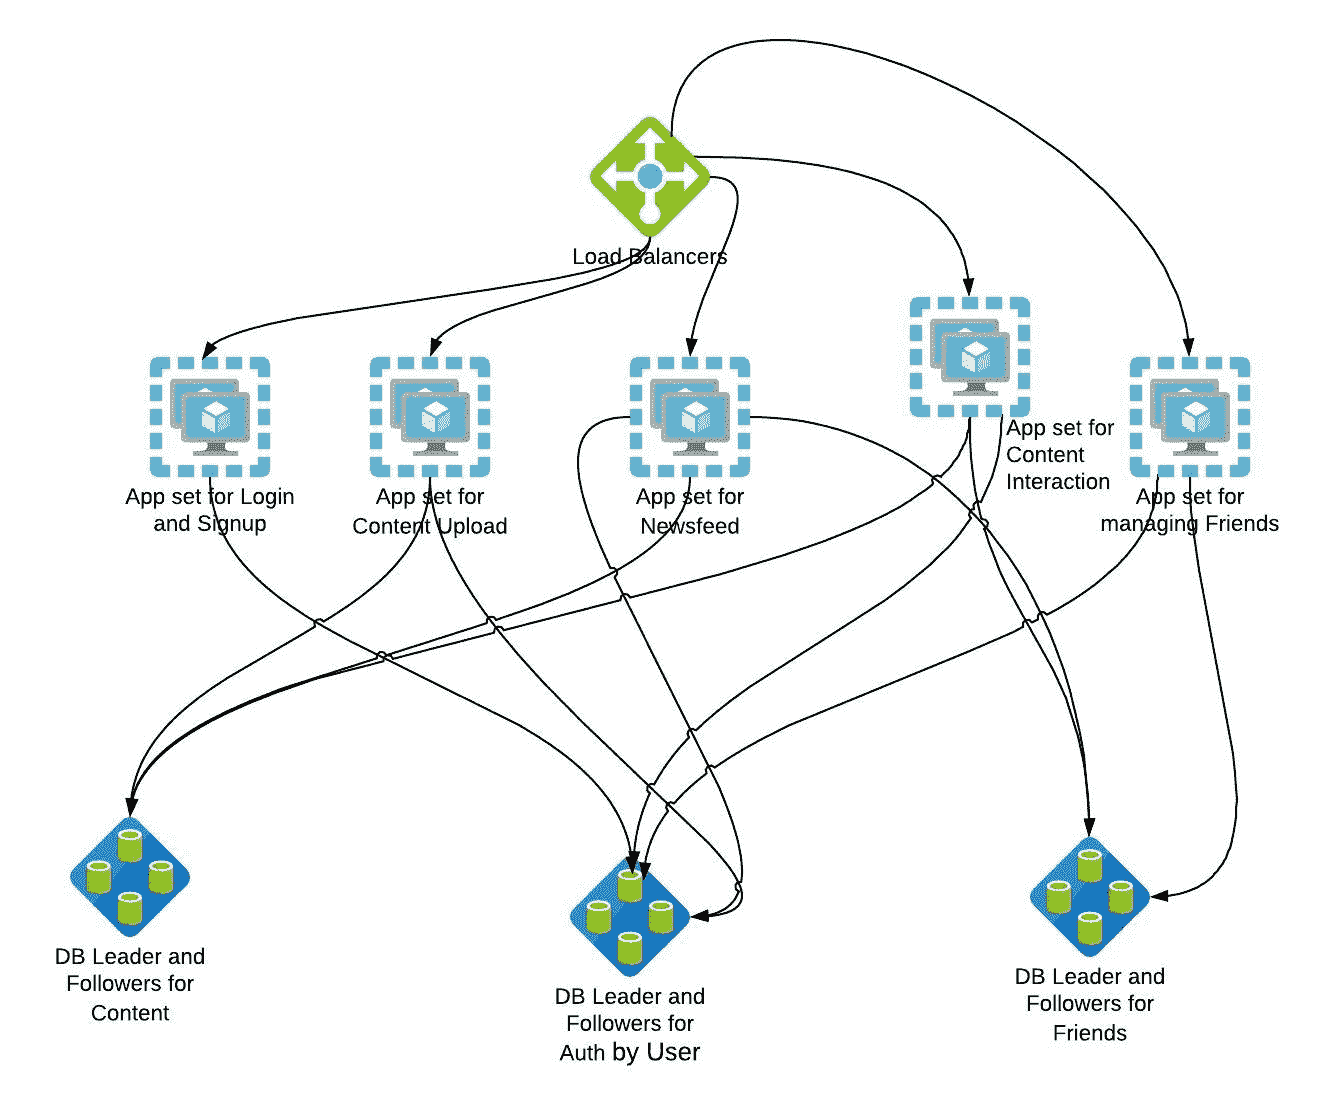 Load Balancers
App set for Login
and Signup
App set for
Content Upload
App set for
Newsfeed
App set for
Content
Interaction
App set for
managing Friends
DB Leader and
Followers for
Content
DB Leader and
Followers for
Auth by User
DB Leader and
Followers for
Friends